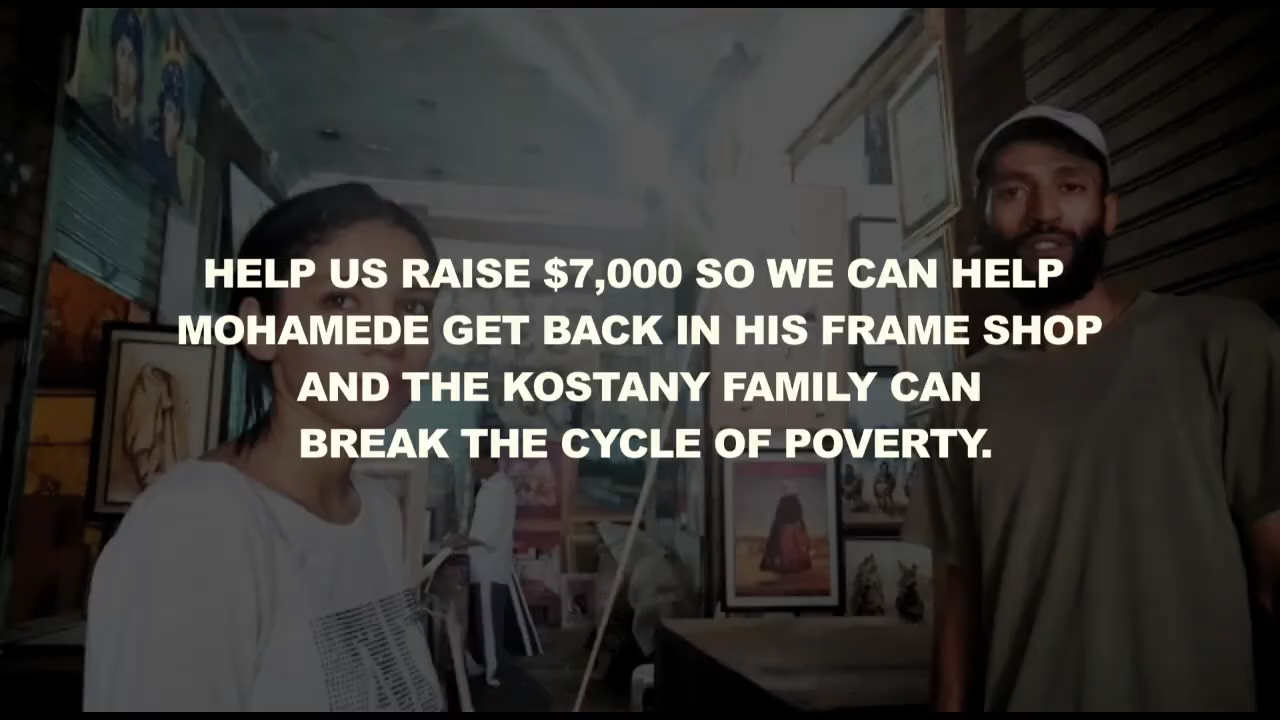 HELP US RAISE $7,000 SO WE CAN HELP
MOHAMEDE GET BACK IN HIS FRAME SHOP
AND THE KOSTANY FAMILY CAN
BREAK THE CYCLE OF POVERTY.